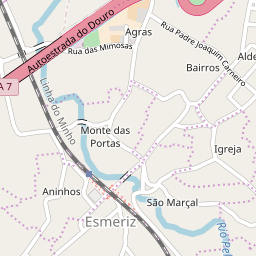 Agras
Rua Padre Joaquim Carneiro
Autoestrada do Douro
Rua das Mimosas
Bairros
Alde
A 7
Linha do Minho
Monte das
Portas
Igreja
Aninhos
São Marçal
Esmeriz
Rio Pel